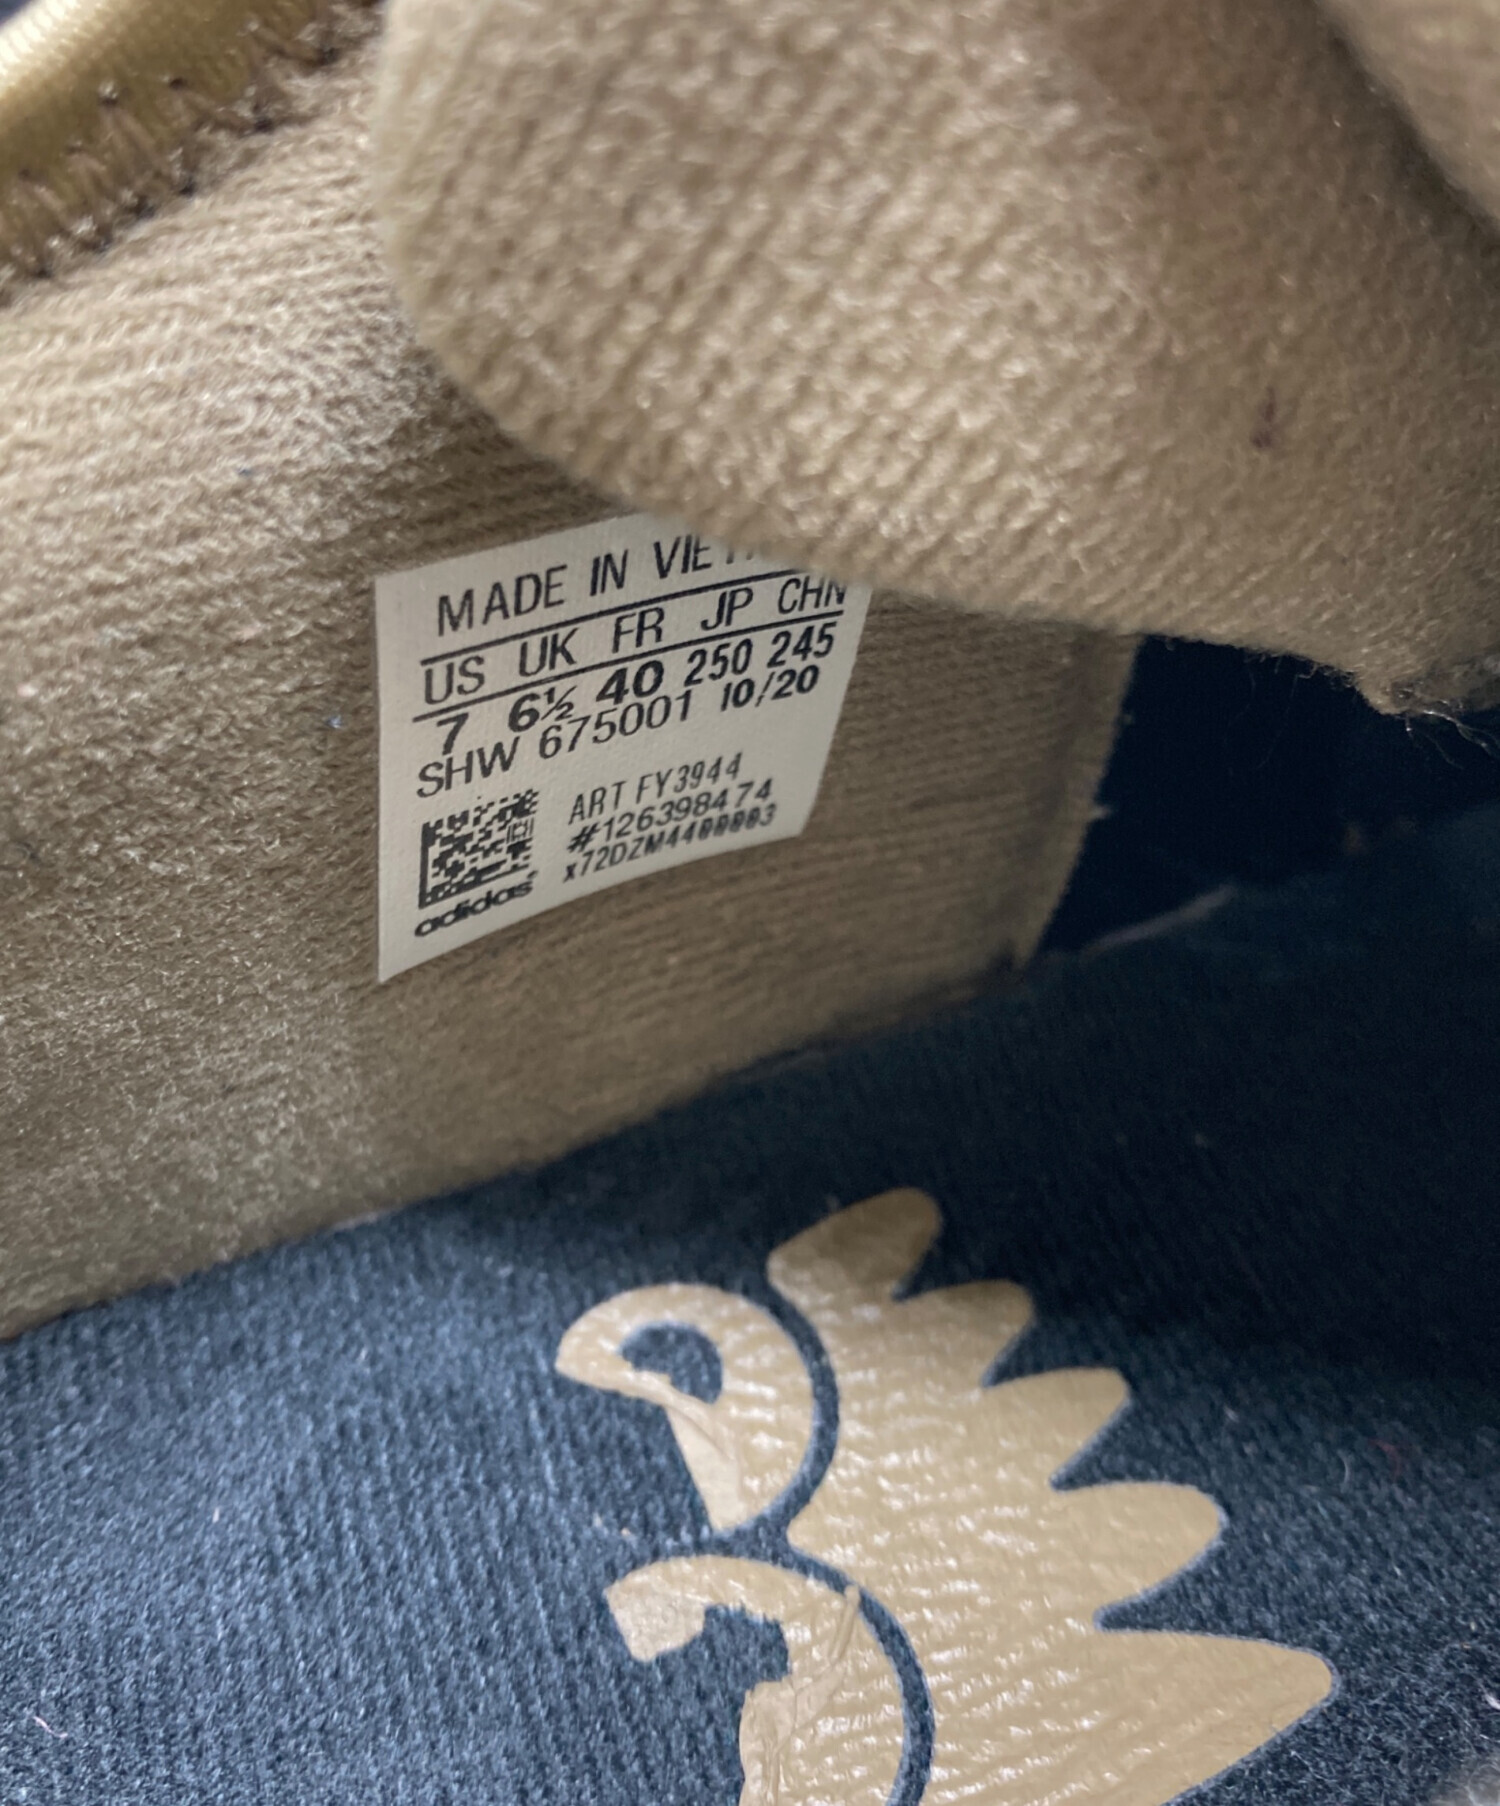 MADE IN
US UK FR JP CHN
7 6½ 40 250 245
SHW 675001 10/20
ART FY3944
#126398474
x72DZM4400003
adidas